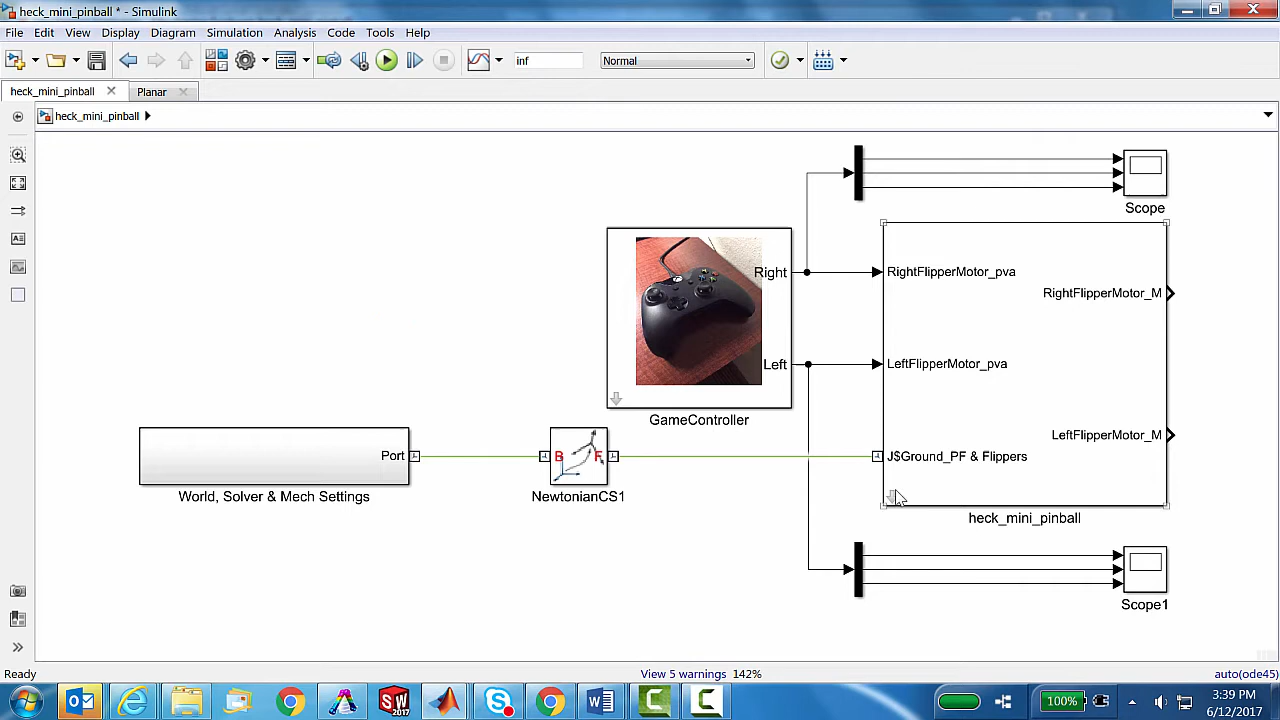 heck_mini_pinball * - Simulink
File Edit View Display Diagram Simulation Analysis Code Tools Help
inf
Normal
heck_mini_pinball
Planar
heck_mini_pinball
Scope
Right
RightFlipperMotor_pva
RightFlipperMotor_M
Left
LeftFlipperMotor_pva
GameController
LeftFlipperMotor_M
Port
B
F
J$Ground_PF & Flippers
World, Solver & Mech Settings
NewtonianCS1
heck_mini_pinball
Scope1
Ready
View 5 warnings 142%
auto(ode45)
SW
2017
100%
3:39 PM
6/12/2017